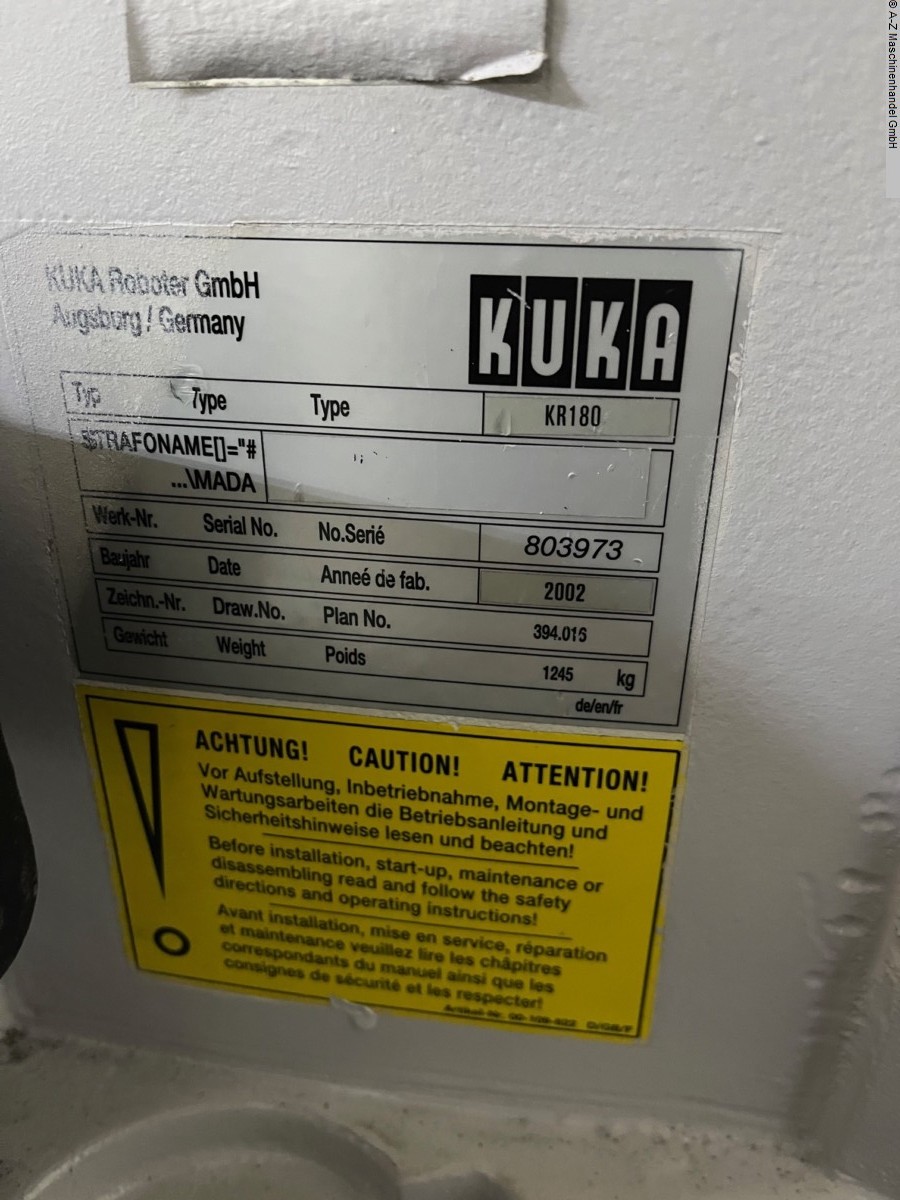 © A-Z Maschinenhandel GmbH
KUKA Roboter GmbH
Augsburg / Germany
KUKA
Typ Type Type KR180
$TRAFONAME[]="#
...\MADA
Werk-Nr. Serial No. No.Serié 803973
Baujahr Date Anneé de fab. 2002
Zeichn.-Nr. Draw.No. Plan No. 394.015
Gewicht Weight Poids 1245 kg
de/en/fr
ACHTUNG! CAUTION! ATTENTION!
Vor Aufstellung, Inbetriebnahme, Montage- und
Wartungsarbeiten die Betriebsanleitung und
Sicherheitshinweise lesen und beachten!
Before installation, start-up, maintenance or
disassembling read and follow the safety
directions and operating instructions!
Avant installation, mise en service, réparation
et maintenance veuillez lire les châpitres
correspondants du manuel ainsi que les
consignes de sécurité et les respecter!
Artikel-Nr. D/GB/F